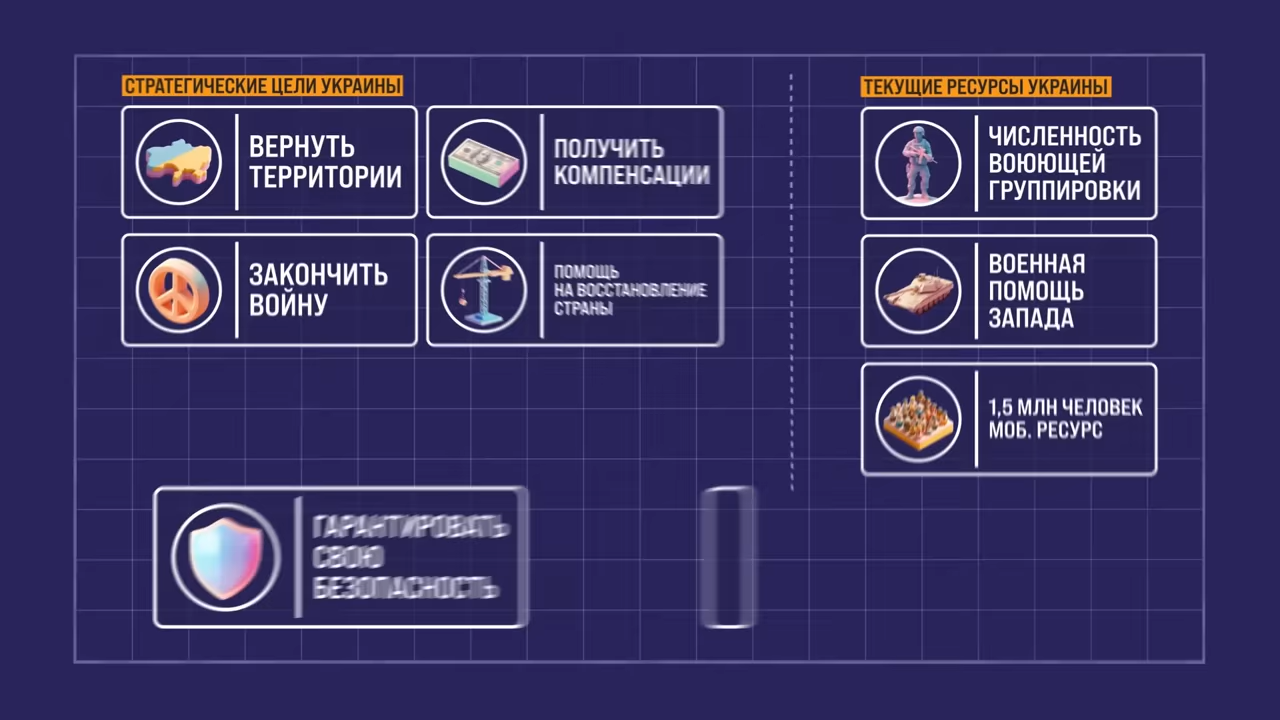 СТРАТЕГИЧЕСКИЕ ЦЕЛИ УКРАИНЫ
ВЕРНУТЬ
ТЕРРИТОРИИ
ПОЛУЧИТЬ
КОМПЕНСАЦИИ
ЗАКОНЧИТЬ
ВОЙНУ
ПОМОЩЬ
НА ВОССТАНОВЛЕНИЕ
СТРАНЫ
ГАРАНТИРОВАТЬ
СВОЮ
БЕЗОПАСНОСТЬ
ТЕКУЩИЕ РЕСУРСЫ УКРАИНЫ
ЧИСЛЕННОСТЬ
ВОЮЮЩЕЙ
ГРУППИРОВКИ
ВОЕННАЯ
ПОМОЩЬ
ЗАПАДА
1,5 МЛН ЧЕЛОВЕК
МОБ. РЕСУРС